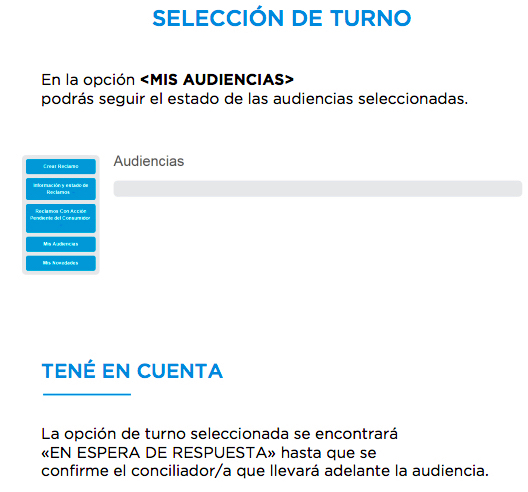 SELECCIÓN DE TURNO
En la opción <MIS AUDIENCIAS>
podrás seguir el estado de las audiencias seleccionadas.
Crear Reclamo
Información y estado de
Reclamos
Reclamos Con Acción
Pendiente del Consumidor
Mis Audiencias
Mis Novedades
Audiencias
TENÉ EN CUENTA
La opción de turno seleccionada se encontrará
«EN ESPERA DE RESPUESTA» hasta que se
confirme el conciliador/a que llevará adelante la audiencia.